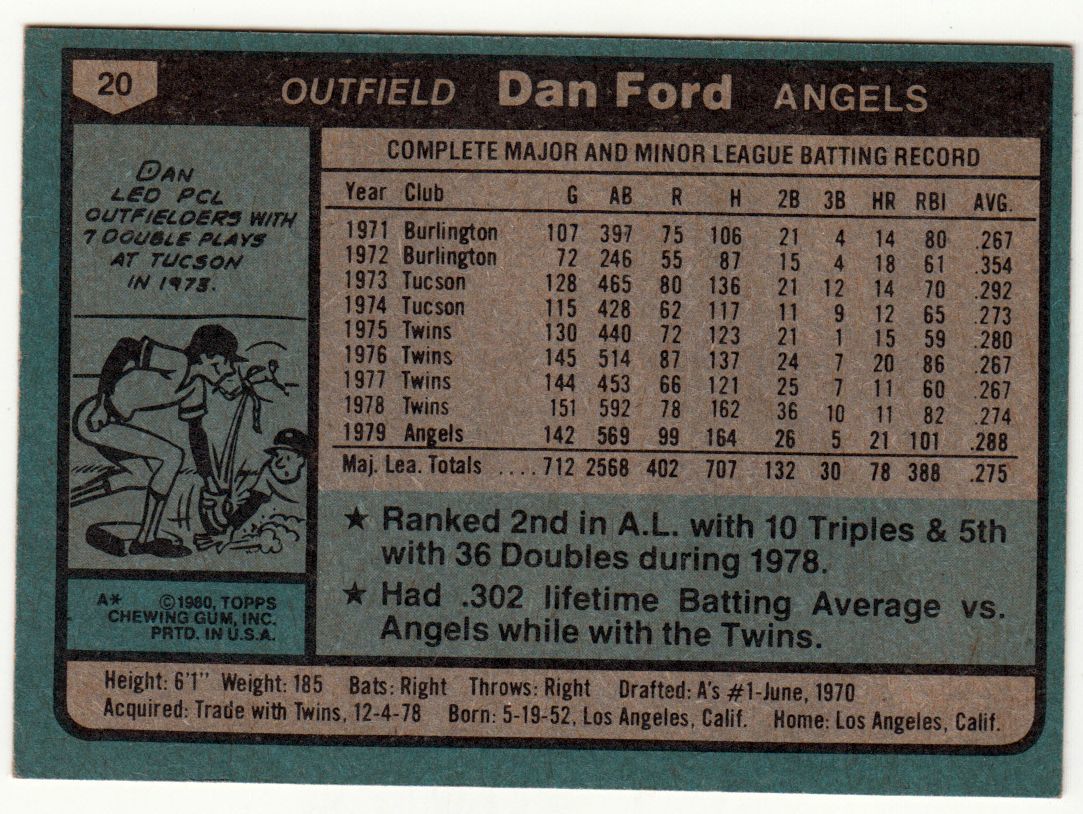 20
OUTFIELD Dan Ford ANGELS
DAN
LED PCL
OUTFIELDERS WITH
7 DOUBLE PLAYS
AT TUCSON
IN 1973.
A* ©1980, TOPPS
CHEWING GUM, INC.
PRTD. IN U.S.A.
COMPLETE MAJOR AND MINOR LEAGUE BATTING RECORD
Year Club G AB R H 2B 3B HR RBI AVG.
1971 Burlington 107 397 75 106 21 4 14 80 .267
1972 Burlington 72 246 55 87 15 4 18 61 .354
1973 Tucson 128 465 80 136 21 12 14 70 .292
1974 Tucson 115 428 62 117 11 9 12 65 .273
1975 Twins 130 440 72 123 21 1 15 59 .280
1976 Twins 145 514 87 137 24 7 20 86 .267
1977 Twins 144 453 66 121 25 7 11 60 .267
1978 Twins 151 592 78 162 36 10 11 82 .274
1979 Angels 142 569 99 164 26 5 21 101 .288
Maj. Lea. Totals .... 712 2568 402 707 132 30 78 388 .275
★ Ranked 2nd in A.L. with 10 Triples & 5th
with 36 Doubles during 1978.
★ Had .302 lifetime Batting Average vs.
Angels while with the Twins.
Height: 6'1" Weight: 185 Bats: Right Throws: Right Drafted: A's #1-June, 1970
Acquired: Trade with Twins, 12-4-78 Born: 5-19-52, Los Angeles, Calif. Home: Los Angeles, Calif.